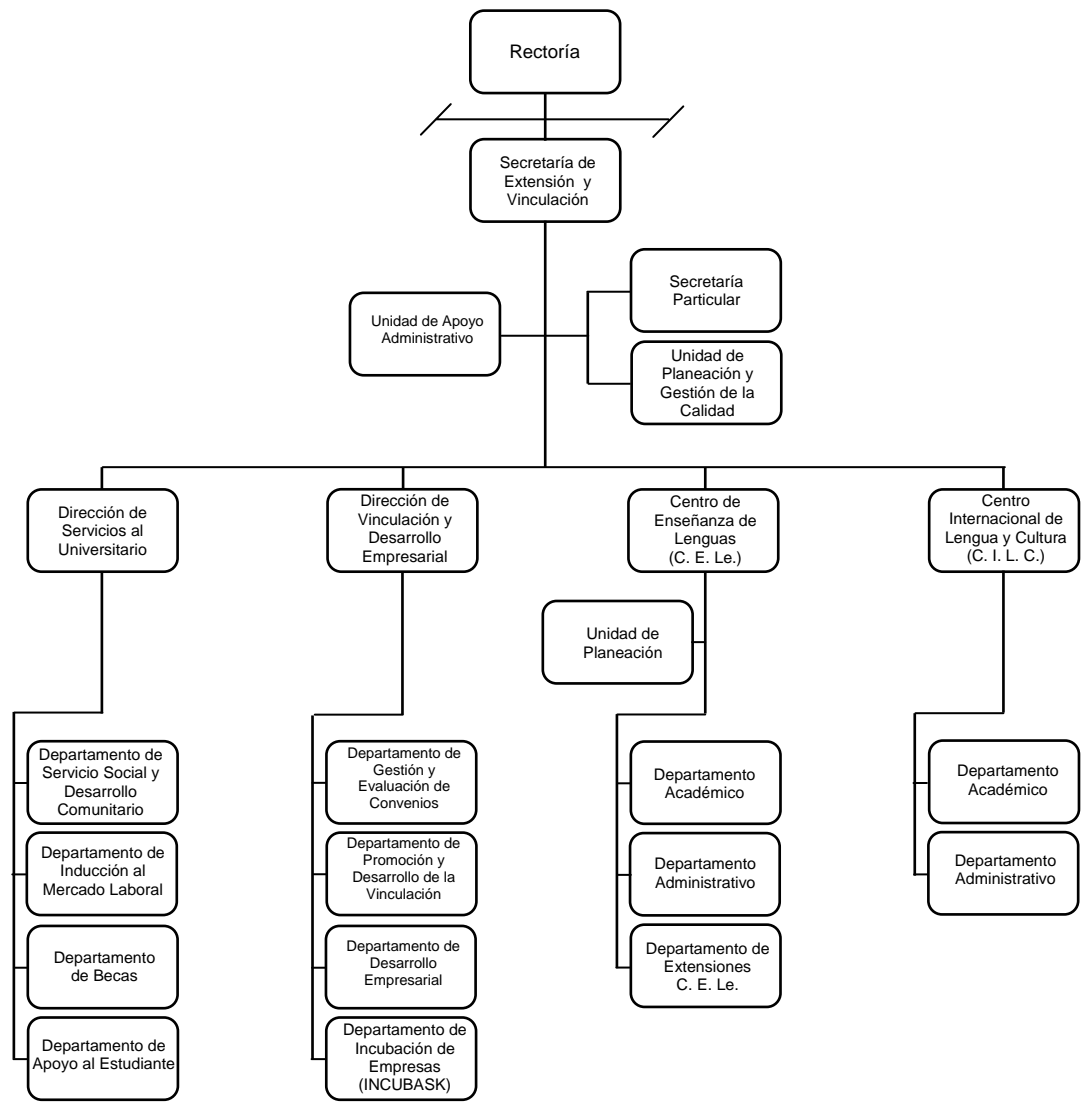 Rectoría
Secretaría de
Extensión y
Vinculación
Secretaría
Particular
Unidad de Apoyo
Administrativo
Unidad de
Planeación y
Gestión de la
Calidad
Dirección de
Servicios al
Universitario
Dirección de
Vinculación y
Desarrollo
Empresarial
Centro de
Enseñanza de
Lenguas
(C. E. Le.)
Centro
Internacional de
Lengua y Cultura
(C. I. L. C.)
Unidad de
Planeación
Departamento de
Servicio Social y
Desarrollo
Comunitario
Departamento de
Inducción al
Mercado Laboral
Departamento
de Becas
Departamento de
Apoyo al Estudiante
Departamento de
Gestión y
Evaluación de
Convenios
Departamento de
Promoción y
Desarrollo de la
Vinculación
Departamento de
Desarrollo
Empresarial
Departamento de
Incubación de
Empresas
(INCUBASK)
Departamento
Académico
Departamento
Administrativo
Departamento de
Extensiones
C. E. Le.
Departamento
Académico
Departamento
Administrativo